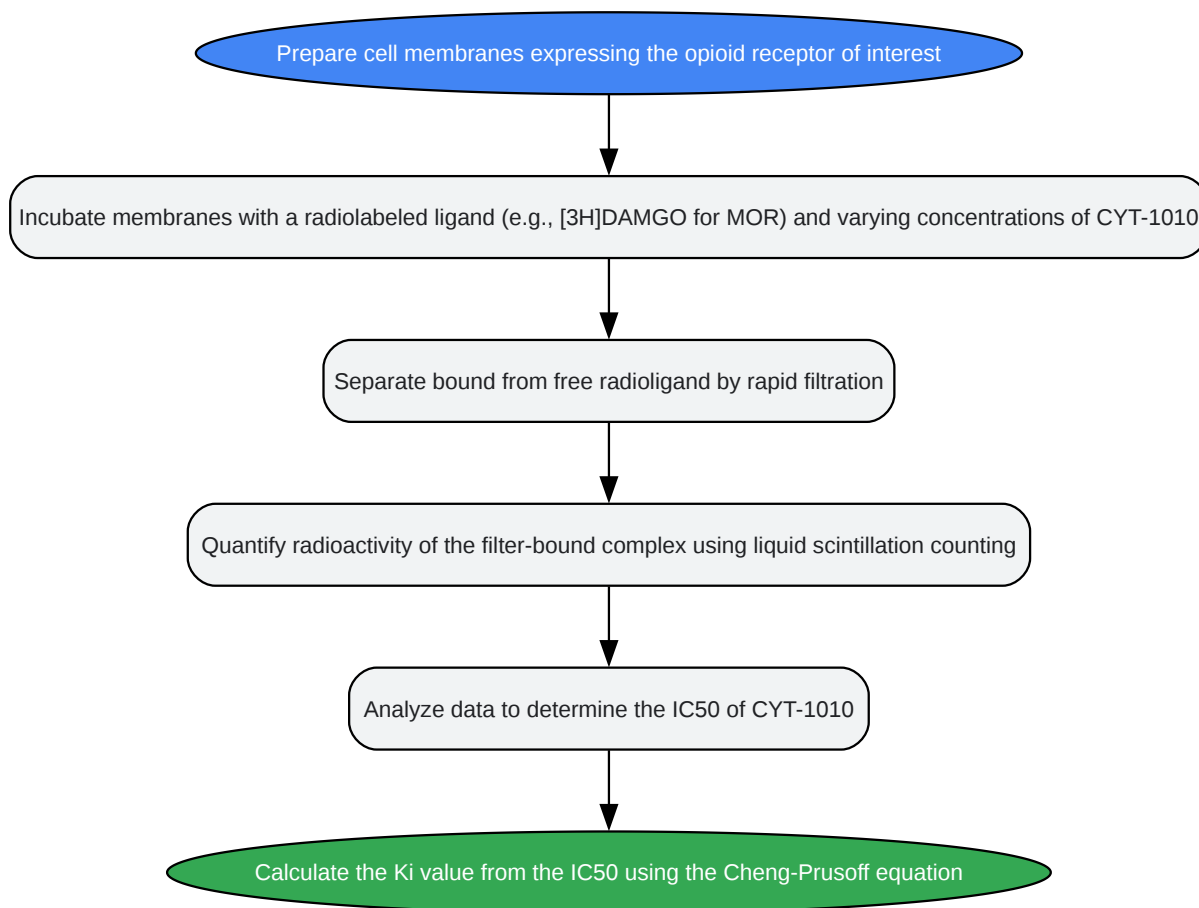 Prepare cell membranes expressing the opioid receptor of interest
Incubate membranes with a radiolabeled ligand (e.g., [3H]DAMGO for MOR) and varying concentrations of CYT-1010
Separate bound from free radioligand by rapid filtration
Quantify radioactivity of the filter-bound complex using liquid scintillation counting
Analyze data to determine the IC50 of CYT-1010
Calculate the Ki value from the IC50 using the Cheng-Prusoff equation